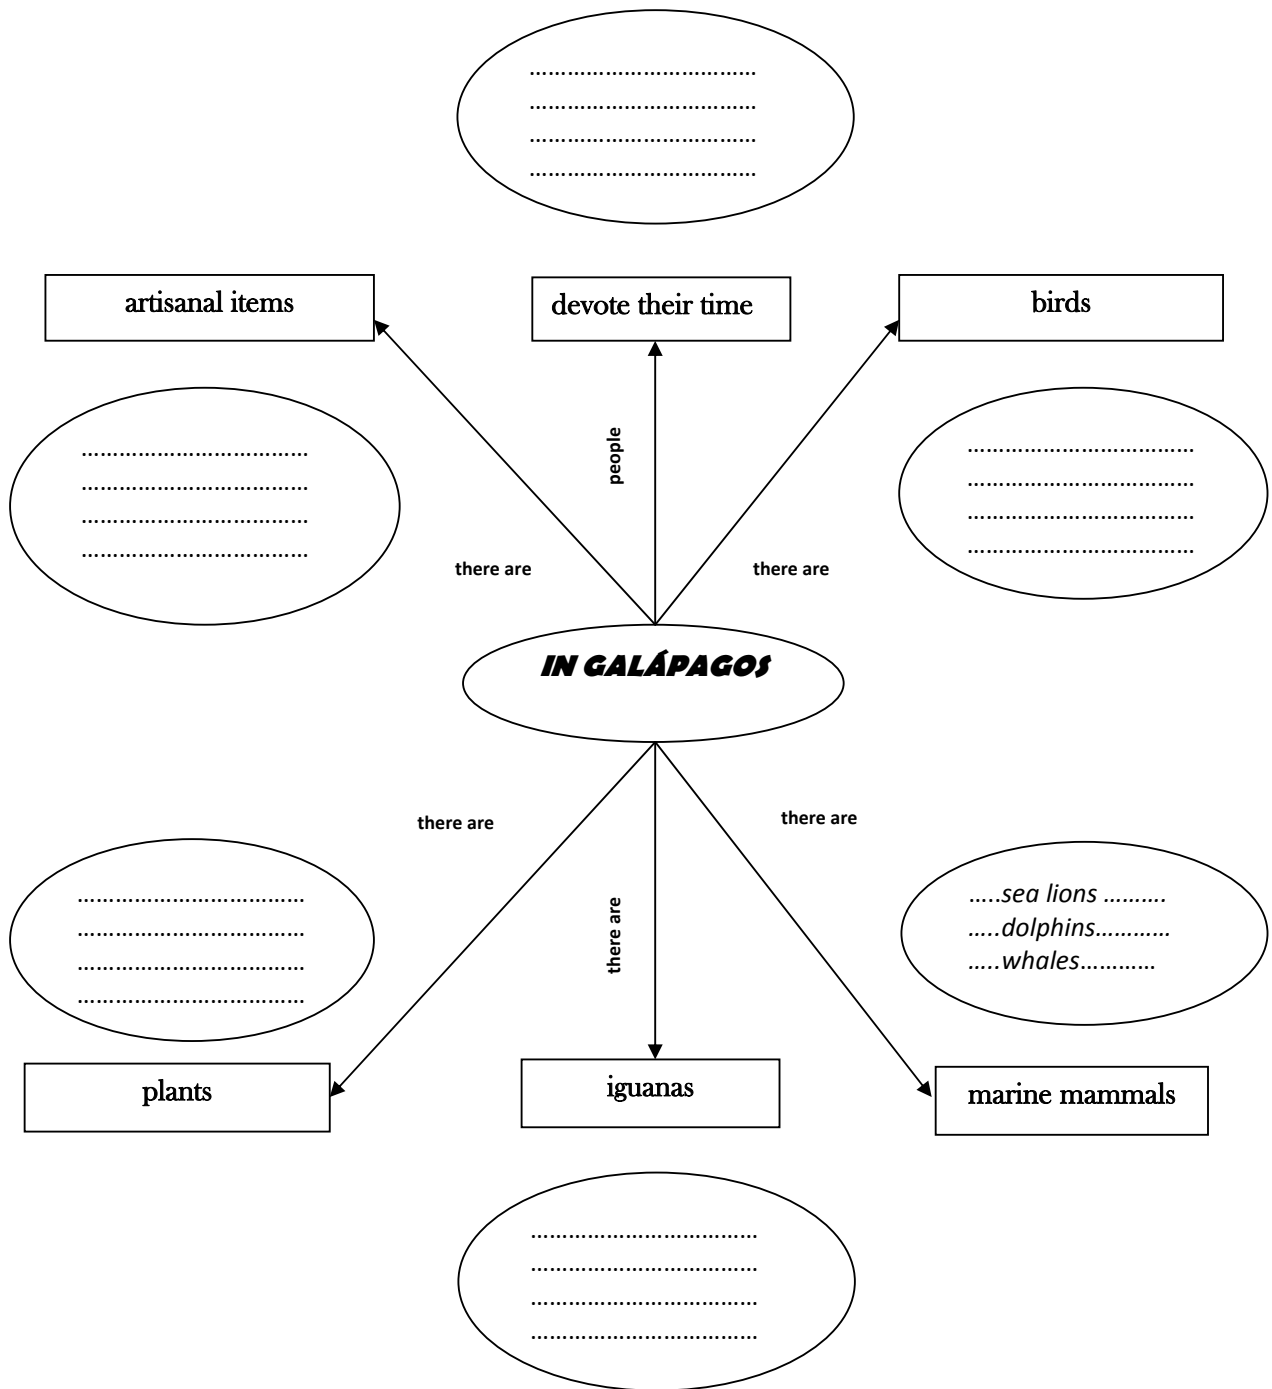 ....................................
....................................
....................................
....................................
artisanal items
devote their time
birds
....................................
....................................
....................................
....................................
people
....................................
....................................
....................................
....................................
there are
there are
IN GALÁPAGOS
there are
there are
....................................
....................................
....................................
....................................
there are
.....sea lions ..........
.....dolphins............
.....whales............
plants
iguanas
marine mammals
....................................
....................................
....................................
....................................